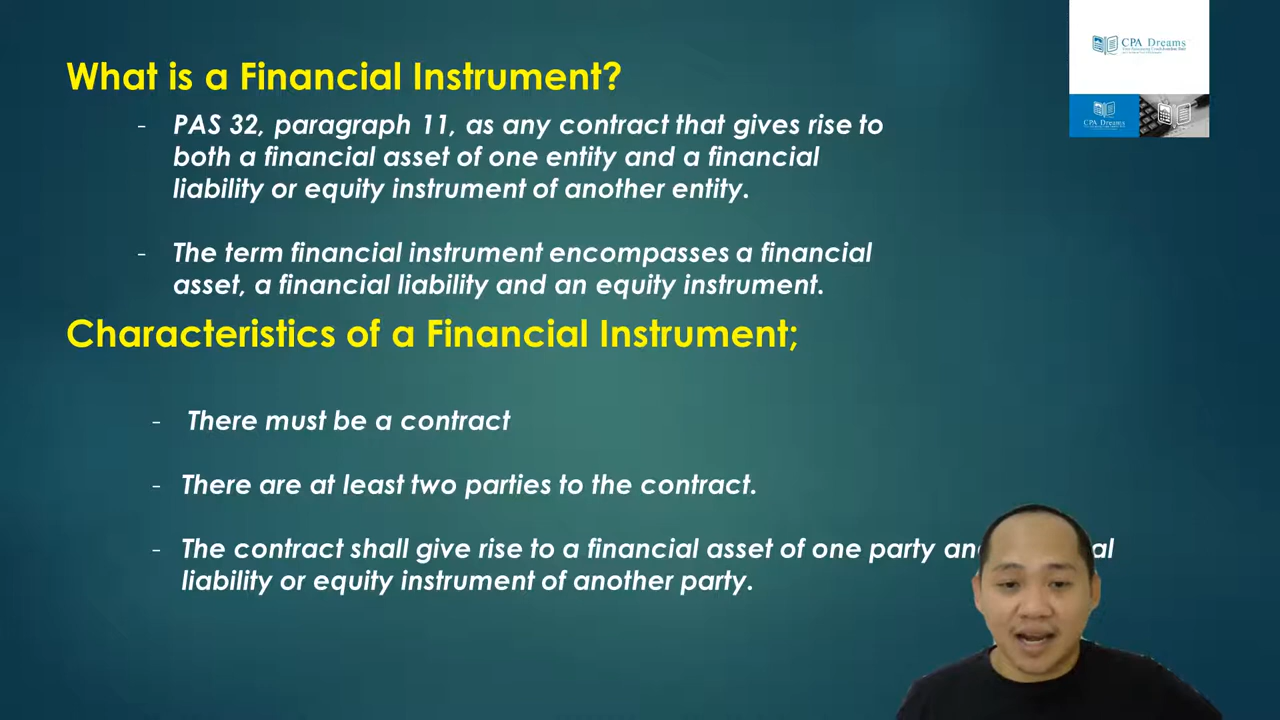 CPA Dreams
What is a Financial Instrument?
- PAS 32, paragraph 11, as any contract that gives rise to
both a financial asset of one entity and a financial
liability or equity instrument of another entity.
CPA Dreams
- The term financial instrument encompasses a financial
asset, a financial liability and an equity instrument.
Characteristics of a Financial Instrument;
- There must be a contract
- There are at least two parties to the contract.
- The contract shall give rise to a financial asset of one party
liability or equity instrument of another party.